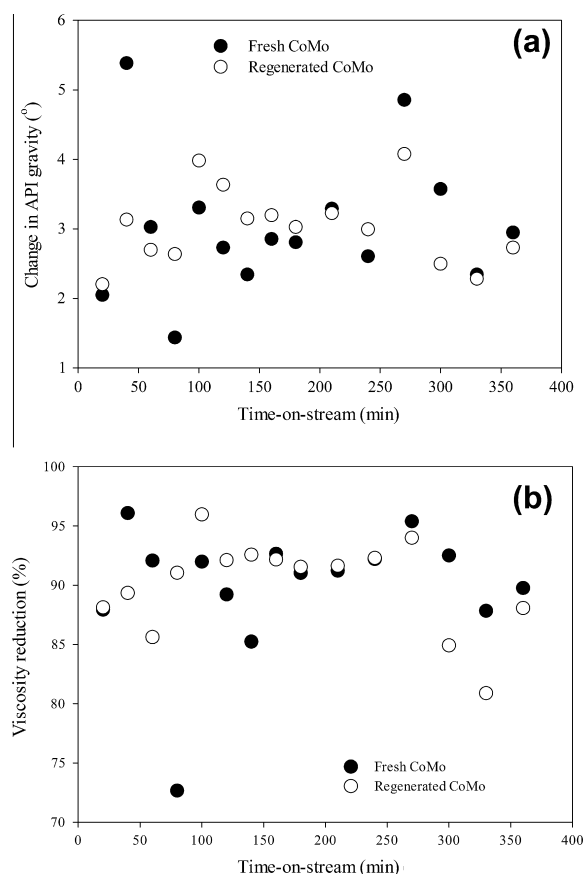 (a)
Fresh CoMo
Regenerated CoMo
Change in API gravity (°)
6
5
4
3
2
1
0 50 100 150 200 250 300 350 400
Time-on-stream (min)
(b)
Viscosity reduction (%)
100
95
90
85
80
75
70
Fresh CoMo
Regenerated CoMo
0 50 100 150 200 250 300 350 400
Time-on-stream (min)